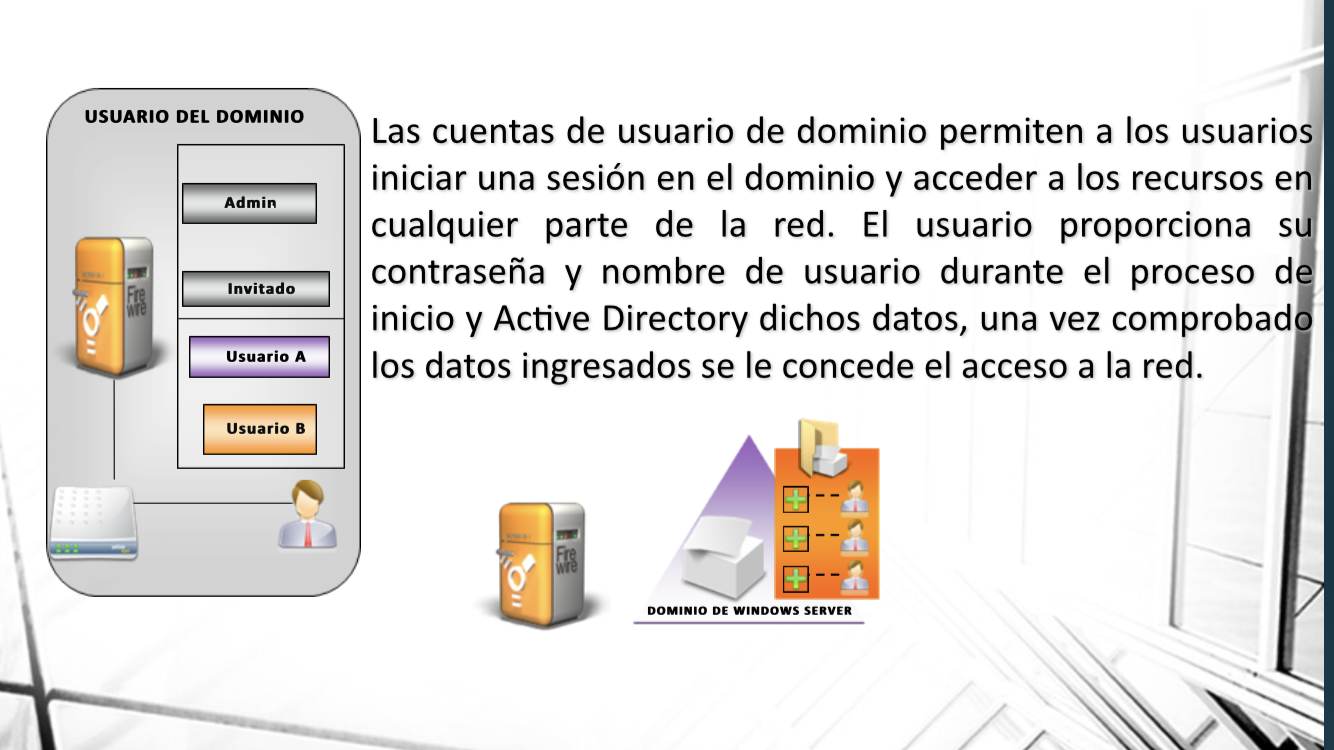 USUARIO DEL DOMINIO
Admin
Invitado
Usuario A
Usuario B
Fire
wire
Las cuentas de usuario de dominio permiten a los usuarios
iniciar una sesión en el dominio y acceder a los recursos en
cualquier parte de la red. El usuario proporciona su
contraseña y nombre de usuario durante el proceso de
inicio y Active Directory dichos datos, una vez comprobado
los datos ingresados se le concede el acceso a la red.
Fire
wire
DOMINIO DE WINDOWS SERVER